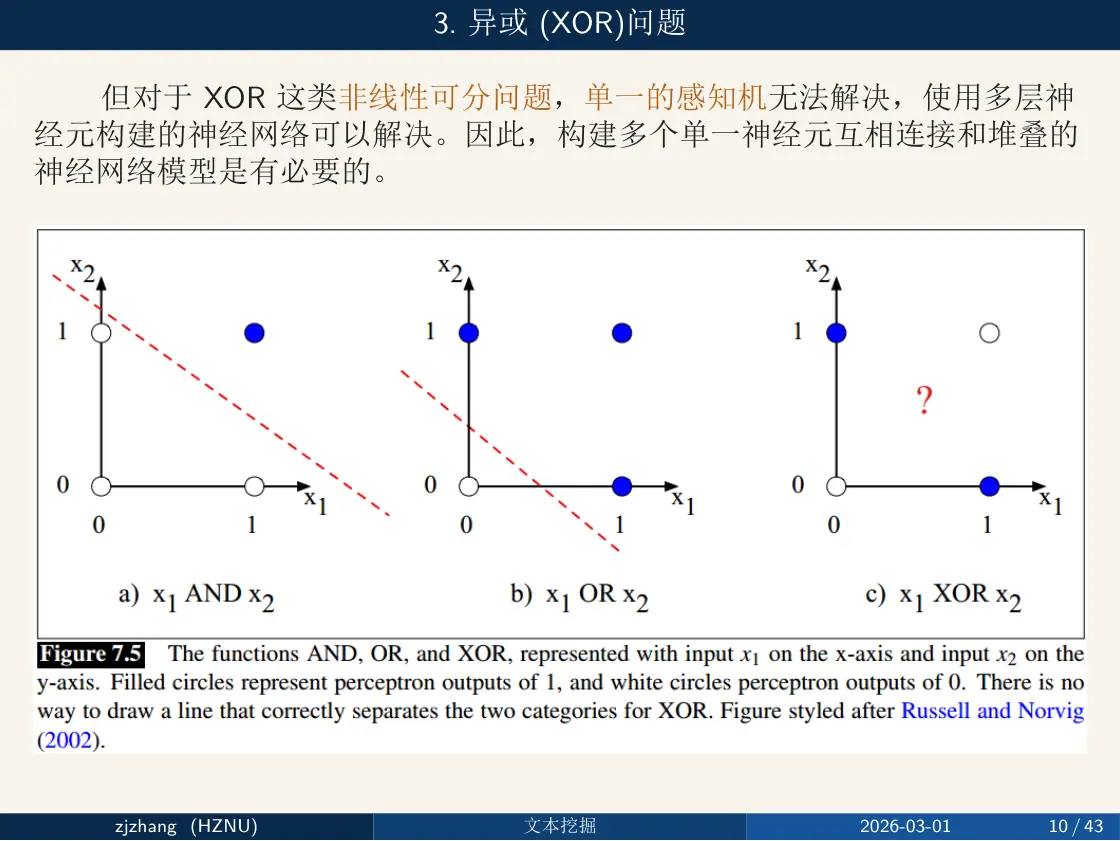 3. 异或 (XOR)问题
但对于 XOR 这类非线性可分问题，单一的感知机无法解决，使用多层神
经元构建的神经网络可以解决。因此，构建多个单一神经元互相连接和堆叠的
神经网络模型是有必要的。
x2
1
0
x1
0 1
a) x1 AND x2
x2
1
0
x1
0 1
b) x1 OR x2
x2
1
?
0
x1
0 1
c) x1 XOR x2
Figure 7.5 The functions AND, OR, and XOR, represented with input x1 on the x-axis and input x2 on the
y-axis. Filled circles represent perceptron outputs of 1, and white circles perceptron outputs of 0. There is no
way to draw a line that correctly separates the two categories for XOR. Figure styled after Russell and Norvig
(2002).
zjzhang (HZNU) 文本挖掘 2026-03-01 10 / 43